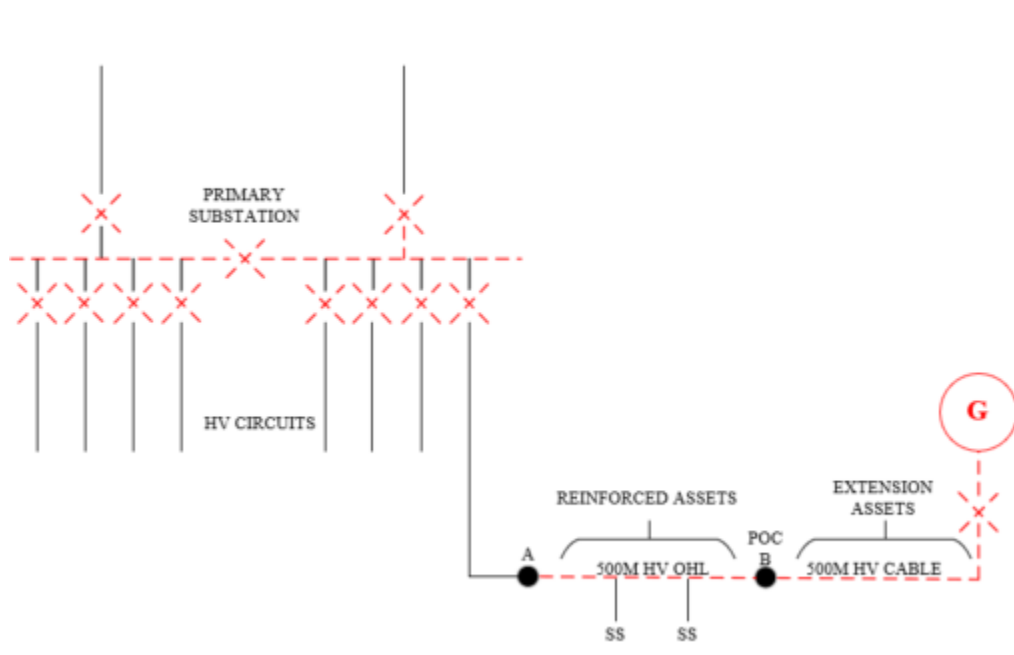 PRIMARY
SUBSTATION
HV CIRCUITS
G
REINFORCED ASSETS
EXTENSION
ASSETS
A
POC
B
500M HV OHL
500M HV CABLE
SS
SS